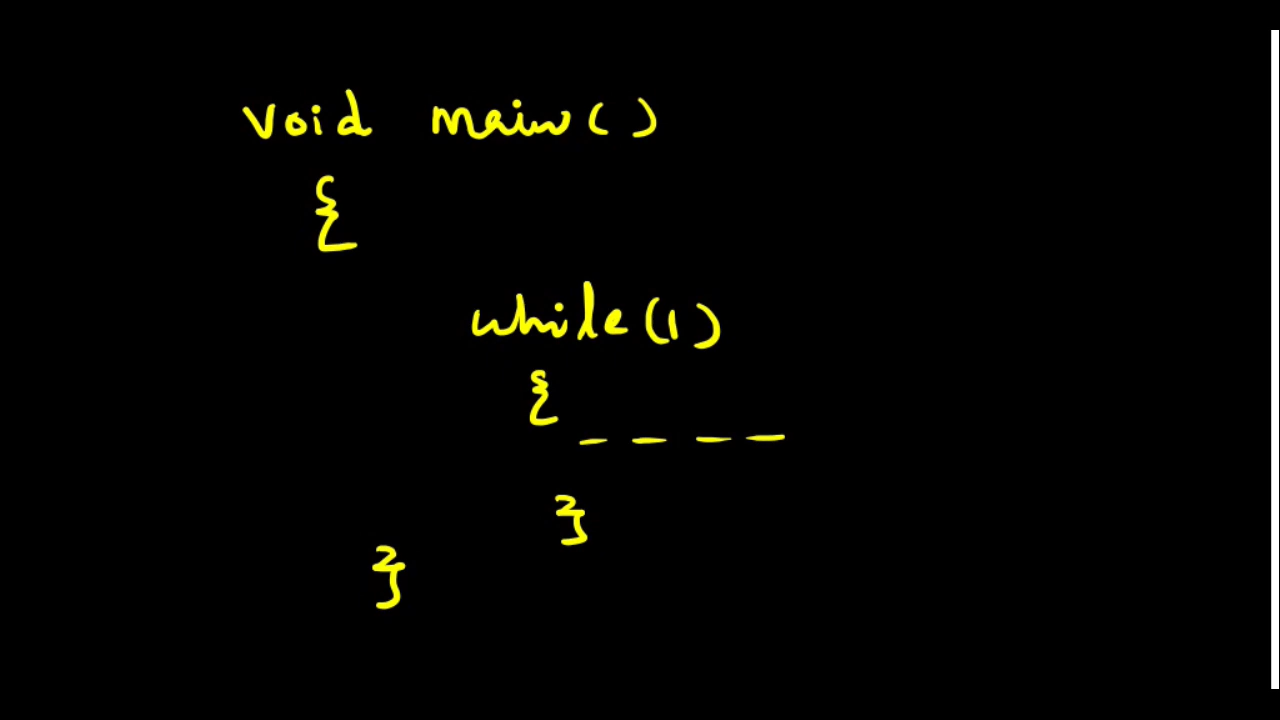 void main()
{
while(1)
{
_ _ _ _
}
}